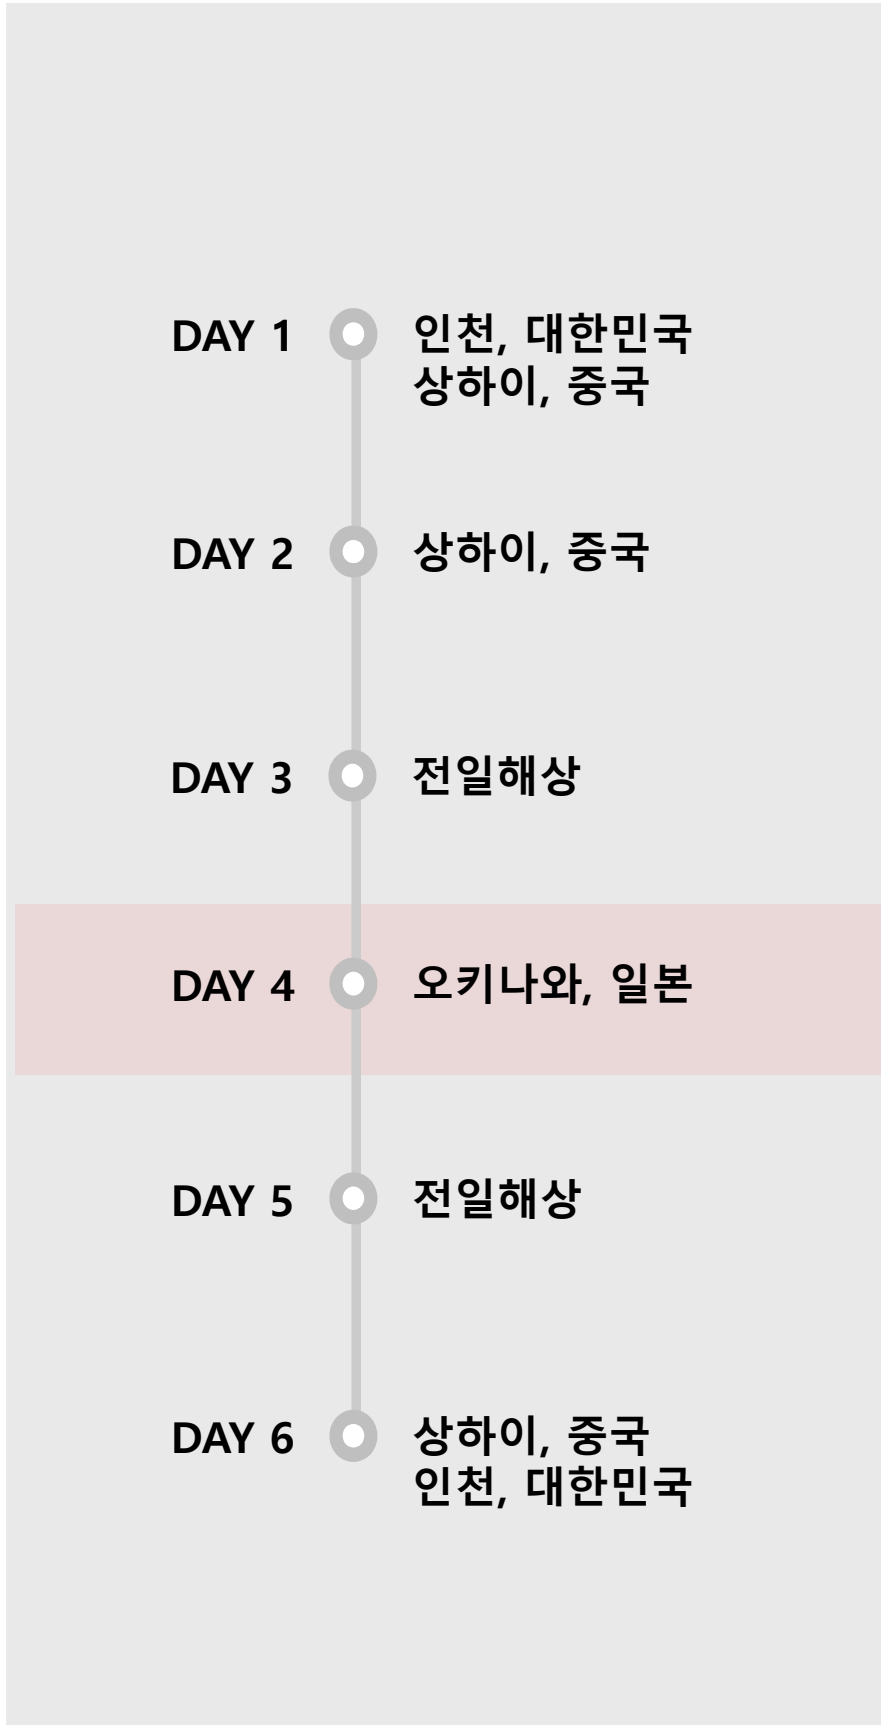 DAY 1 인천, 대한민국
상하이, 중국
DAY 2 상하이, 중국
DAY 3 전일해상
DAY 4 오키나와, 일본
DAY 5 전일해상
DAY 6 상하이, 중국
인천, 대한민국